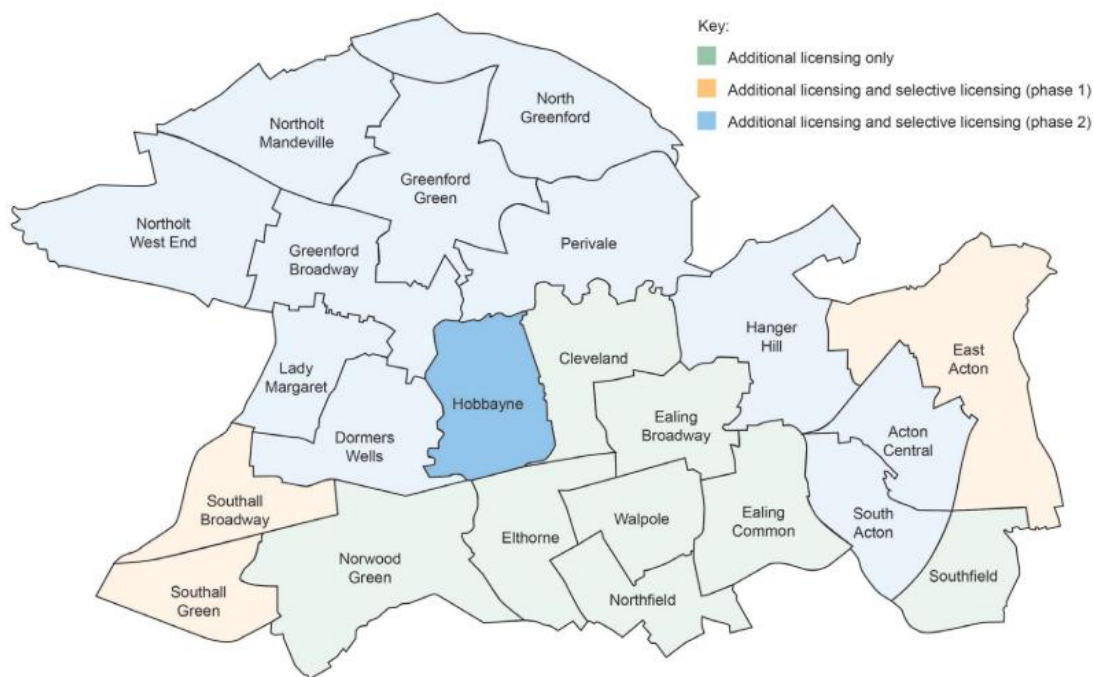 Key:
Additional licensing only
Additional licensing and selective licensing (phase 1)
Additional licensing and selective licensing (phase 2)
North
Greenford
Northolt
Mandeville
Greenford
Green
Northolt
West End
Greenford
Broadway
Perivale
Hanger
Hill
East
Acton
Lady
Margaret
Cleveland
Hobbayne
Ealing
Broadway
Dormers
Wells
Acton
Central
Southall
Broadway
Walpole
Ealing
Common
South
Acton
Elthorne
Norwood
Green
Southall
Green
Northfield
Southfield